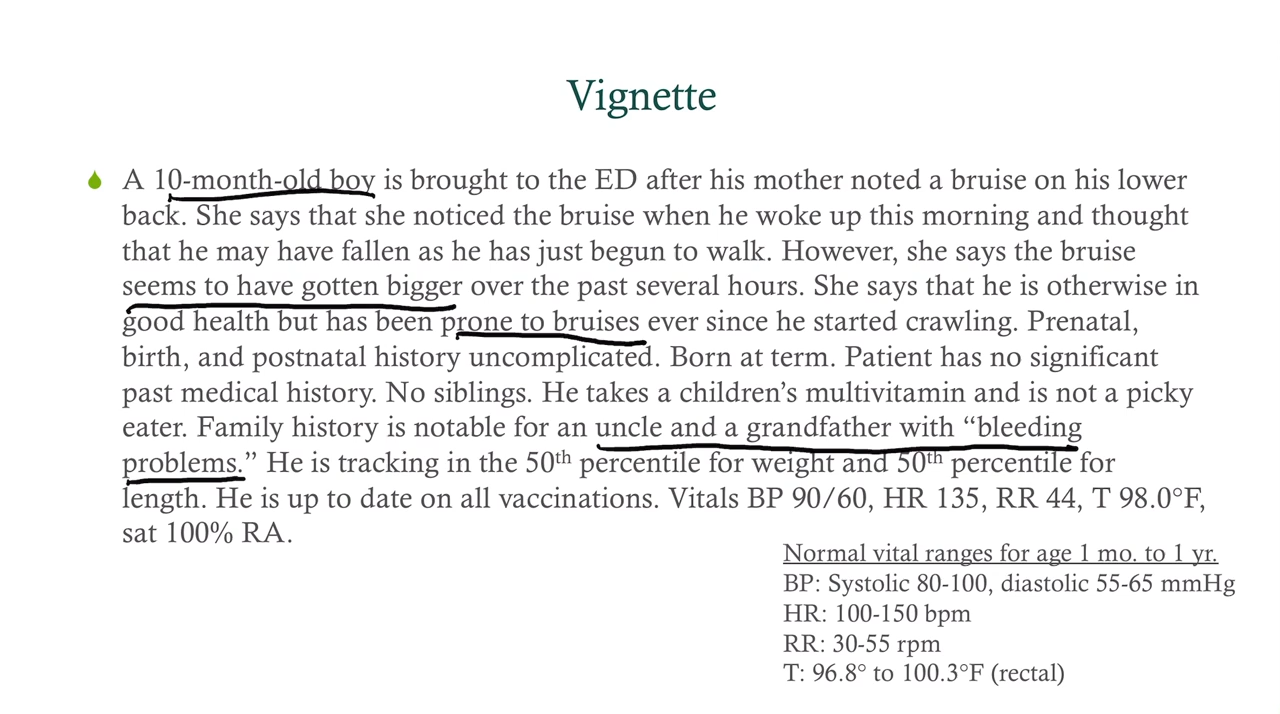 Vignette
A 10-month-old boy is brought to the ED after his mother noted a bruise on his lower
back. She says that she noticed the bruise when he woke up this morning and thought
that he may have fallen as he has just begun to walk. However, she says the bruise
seems to have gotten bigger over the past several hours. She says that he is otherwise in
good health but has been prone to bruises ever since he started crawling. Prenatal,
birth, and postnatal history uncomplicated. Born at term. Patient has no significant
past medical history. No siblings. He takes a children’s multivitamin and is not a picky
eater. Family history is notable for an uncle and a grandfather with “bleeding
problems.” He is tracking in the 50th percentile for weight and 50th percentile for
length. He is up to date on all vaccinations. Vitals BP 90/60, HR 135, RR 44, T 98.0°F,
sat 100% RA.
Normal vital ranges for age 1 mo. to 1 yr.
BP: Systolic 80-100, diastolic 55-65 mmHg
HR: 100-150 bpm
RR: 30-55 rpm
T: 96.8° to 100.3°F (rectal)